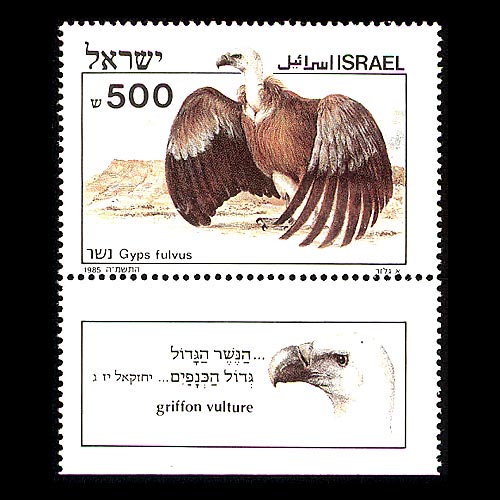 ישראל اسرائيل ISRAEL
ש 500
נשר Gyps fulvus
1985 התשמ"ה א גלזר
...הַנֶּשֶׁר הַגָּדוֹל
גְּדוֹל הַכְּנָפַיִם... יחזקאל יז ג
griffon vulture